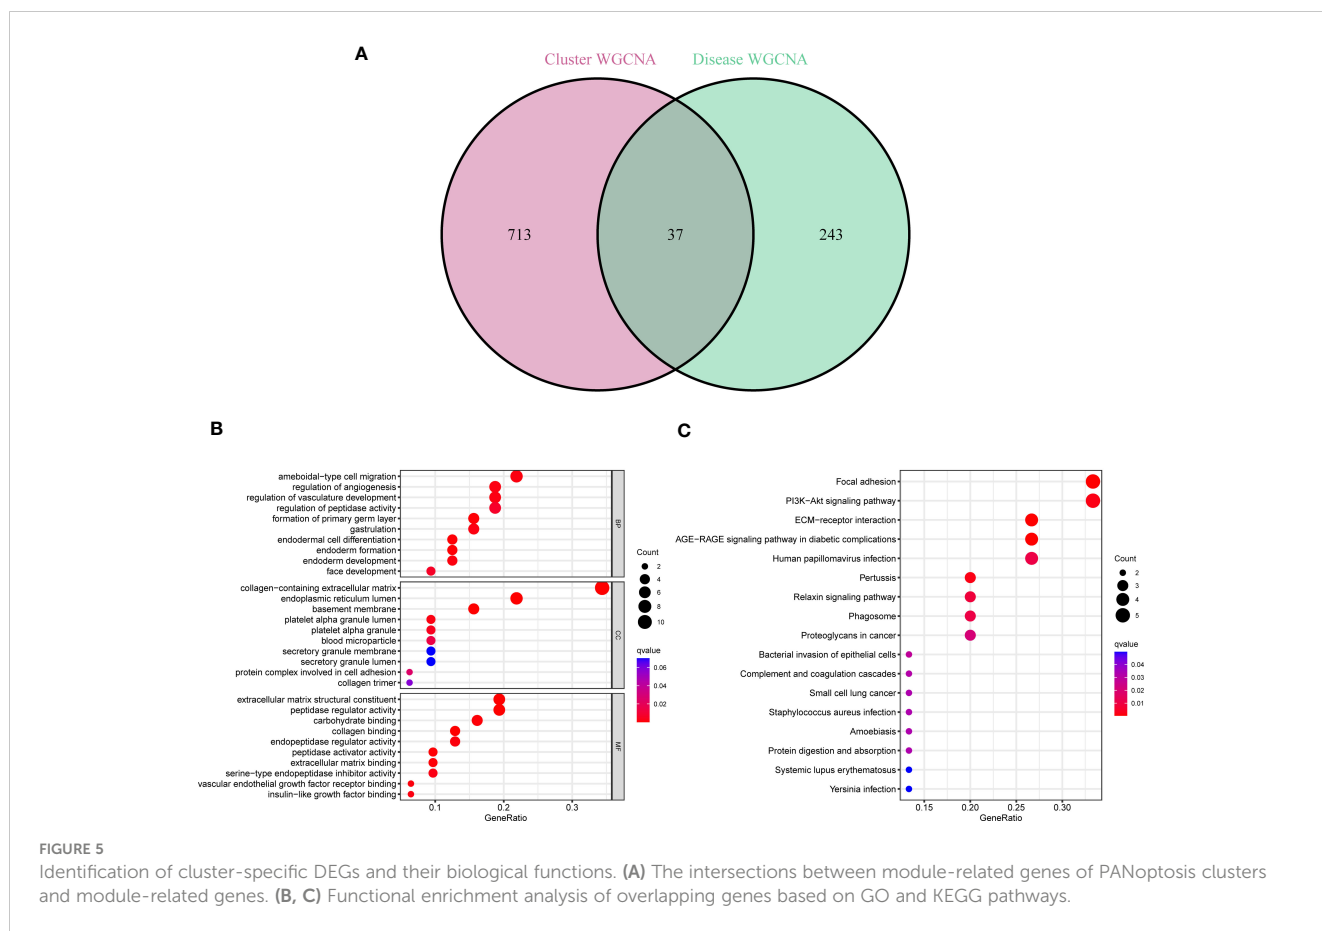 A
Cluster WGCNA Disease WGCNA
713 37 243
B
ameboidal−type cell migration
regulation of angiogenesis
regulation of vasculature development
regulation of peptidase activity
formation of primary germ layer
gastrulation
endodermal cell differentiation
endoderm formation
endoderm development
face development
BP
collagen−containing extracellular matrix
endoplasmic reticulum lumen
basement membrane
platelet alpha granule lumen
platelet alpha granule
blood microparticle
secretory granule membrane
secretory granule lumen
protein complex involved in cell adhesion
collagen trimer
CC
extracellular matrix structural constituent
peptidase regulator activity
carbohydrate binding
collagen binding
endopeptidase regulator activity
peptidase activator activity
extracellular matrix binding
serine−type endopeptidase inhibitor activity
vascular endothelial growth factor receptor binding
insulin−like growth factor binding
MF
0.1 0.2 0.3
GeneRatio
Count
2
4
6
8
10
qvalue
0.06
0.04
0.02
C
Focal adhesion
PI3K−Akt signaling pathway
ECM−receptor interaction
AGE−RAGE signaling pathway in diabetic complications
Human papillomavirus infection
Pertussis
Relaxin signaling pathway
Phagosome
Proteoglycans in cancer
Bacterial invasion of epithelial cells
Complement and coagulation cascades
Small cell lung cancer
Staphylococcus aureus infection
Amoebiasis
Protein digestion and absorption
Systemic lupus erythematosus
Yersinia infection
0.15 0.20 0.25 0.30
GeneRatio
Count
2
3
4
5
qvalue
0.04
0.03
0.02
0.01
FIGURE 5
Identification of cluster-specific DEGs and their biological functions. (A) The intersections between module-related genes of PANoptosis clusters
and module-related genes. (B, C) Functional enrichment analysis of overlapping genes based on GO and KEGG pathways.